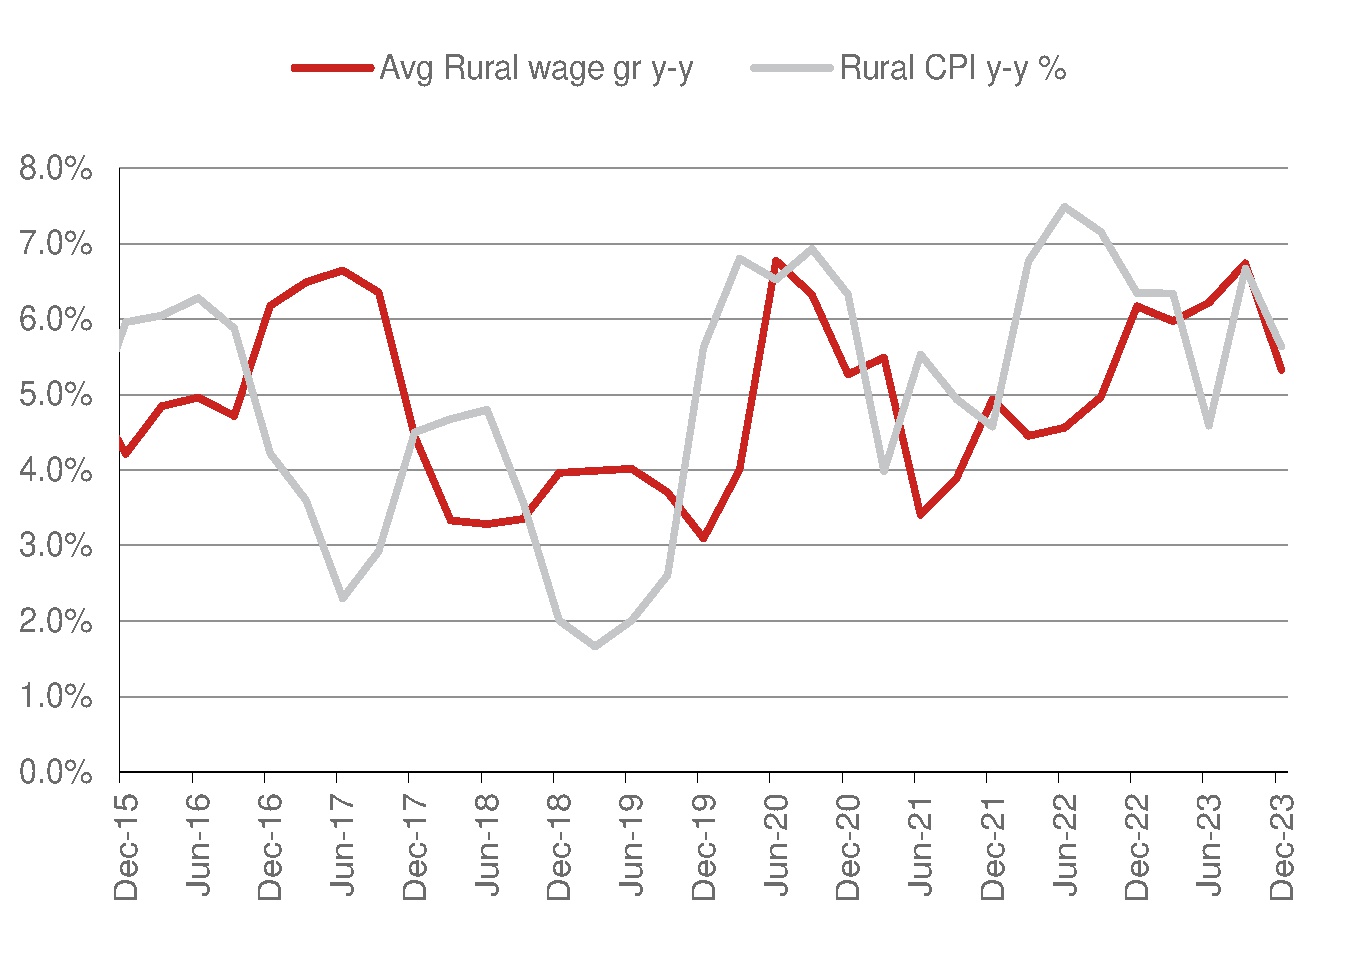 Avg Rural wage gr y-y Rural CPI y-y %
8.0%
7.0%
6.0%
5.0%
4.0%
3.0%
2.0%
1.0%
0.0%
Dec-15
Jun-16
Dec-16
Jun-17
Dec-17
Jun-18
Dec-18
Jun-19
Dec-19
Jun-20
Dec-20
Jun-21
Dec-21
Jun-22
Dec-22
Jun-23
Dec-23